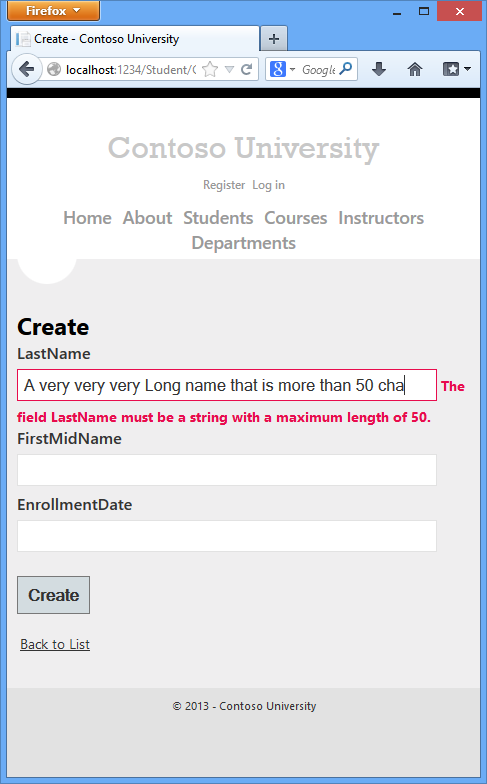 Firefox
Create - Contoso University
localhost:1234/Student/C
Google
Contoso University
Register Log in
Home About Students Courses Instructors
Departments
Create
LastName
A very very very Long name that is more than 50 cha The
field LastName must be a string with a maximum length of 50.
FirstMidName
EnrollmentDate
Create
Back to List
© 2013 - Contoso University